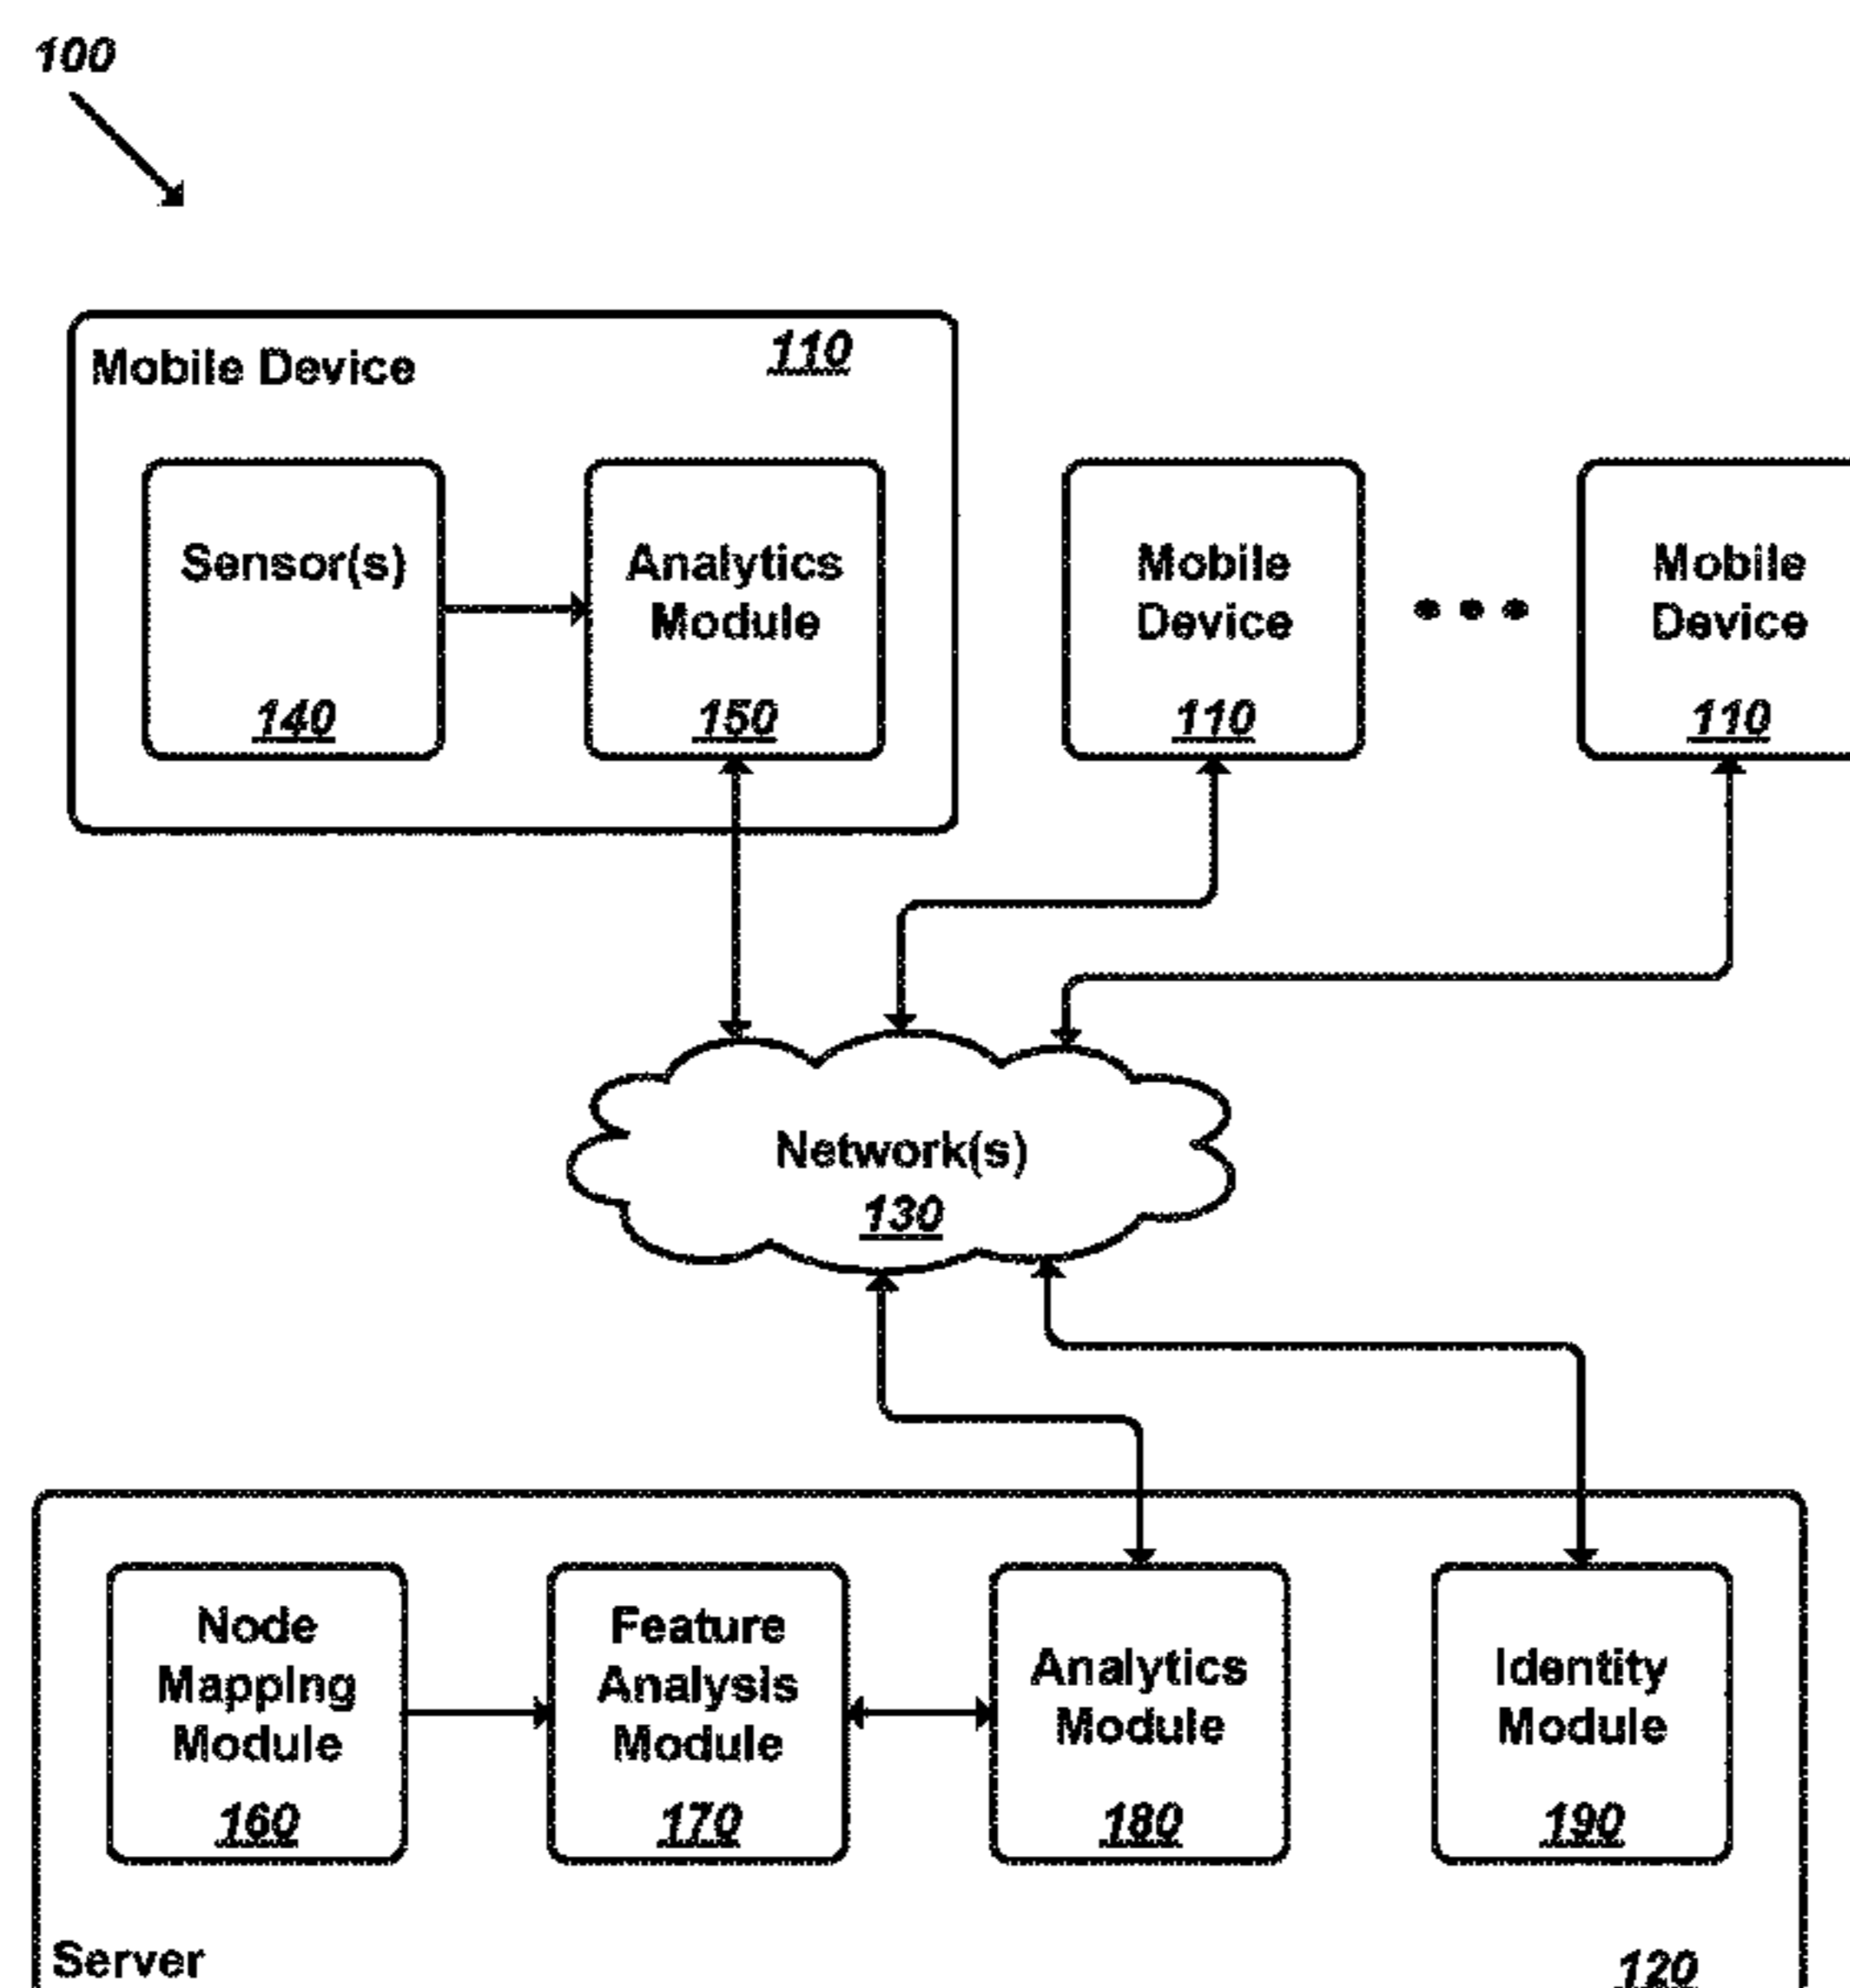 100
Mobile Device 110
Sensor(s)
140
Analytics
Module
150
Mobile
Device
110
Mobile
Device
110
Network(s)
130
Node
Mapping
Module
160
Feature
Analysis
Module
170
Analytics
Module
180
Identity
Module
190
Server 120